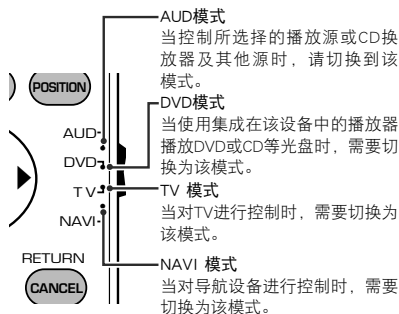 AUD模式
当控制所选择的播放源或CD换
放器及其他源时，请切换到该
模式。
DVD模式
当使用集成在该设备中的播放器
播放DVD或CD等光盘时，需要切
换为该模式。
TV 模式
当对TV进行控制时，需要切换为
该模式。
NAVI 模式
当对导航设备进行控制时，需要
切换为该模式。
POSITION
AUD
DVD
TV
NAVI
RETURN
CANCEL